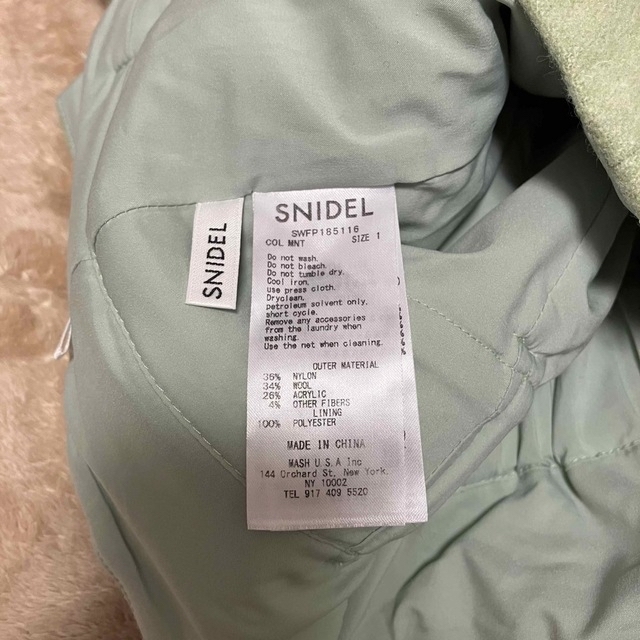 SNIDEL
SNIDEL
SWFP185116
COL MNT SIZE 1
Do not wash.
Do not bleach.
Do not tumble dry.
Cool iron.
Use press cloth.
Dryclean,
petroleum solvent only,
short cycle.
Remove any accessories
from the laundry when
washing.
Use the net when cleaning.
OUTER MATERIAL
36% NYLON
34% WOOL
26% ACRYLIC
4% OTHER FIBERS
LINING
100% POLYESTER
MADE IN CHINA
MASH U.S.A Inc
144 Orchard St, New York,
NY 10002
TEL 917 409 5520